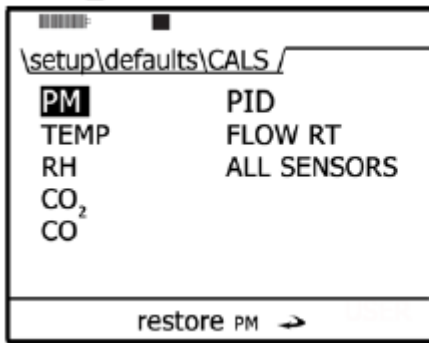 \setup\defaults\CALS /
PM PID
TEMP FLOW RT
RH ALL SENSORS
CO₂
CO
restore PM